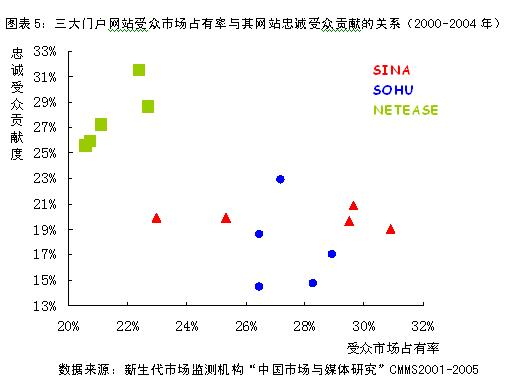 图表5：三大门户网站受众市场占有率与其网站忠诚受众贡献的关系（2000-2004年）
忠诚受众贡献度
33%
31%
29%
27%
25%
23%
21%
19%
17%
15%
13%
SINA
SOHU
NETEASE
20% 22% 24% 26% 28% 30% 32%
受众市场占有率
数据来源：新生代市场监测机构“中国市场与媒体研究”CMMS2001-2005